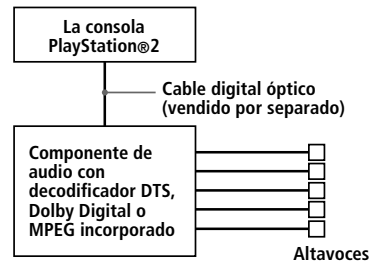 La consola
PlayStation®2
Cable digital óptico
(vendido por separado)
Componente de
audio con
decodificador DTS,
Dolby Digital o
MPEG incorporado
Altavoces